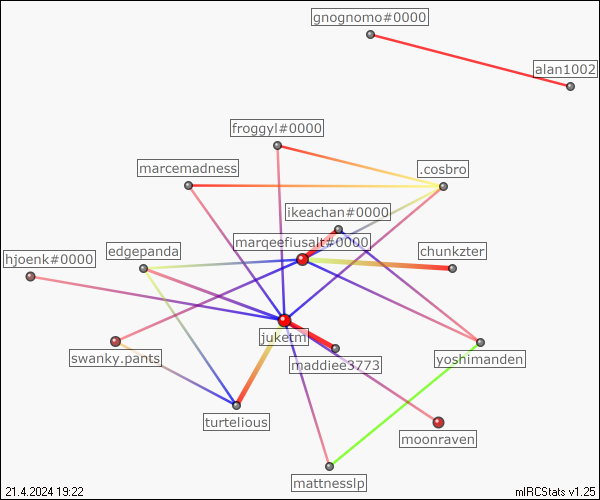 gnognomo#0000
alan1002
froggyl#0000
marcemadness
.cosbro
ikeachan#0000
marqeefiusalt#0000
edgepanda
chunkzter
hjoenk#0000
juketm
swanky.pants
maddiee3773
yoshimanden
turtelious
moonraven
mattnesslp
21.4.2024 19:22
mIRCStats v1.25